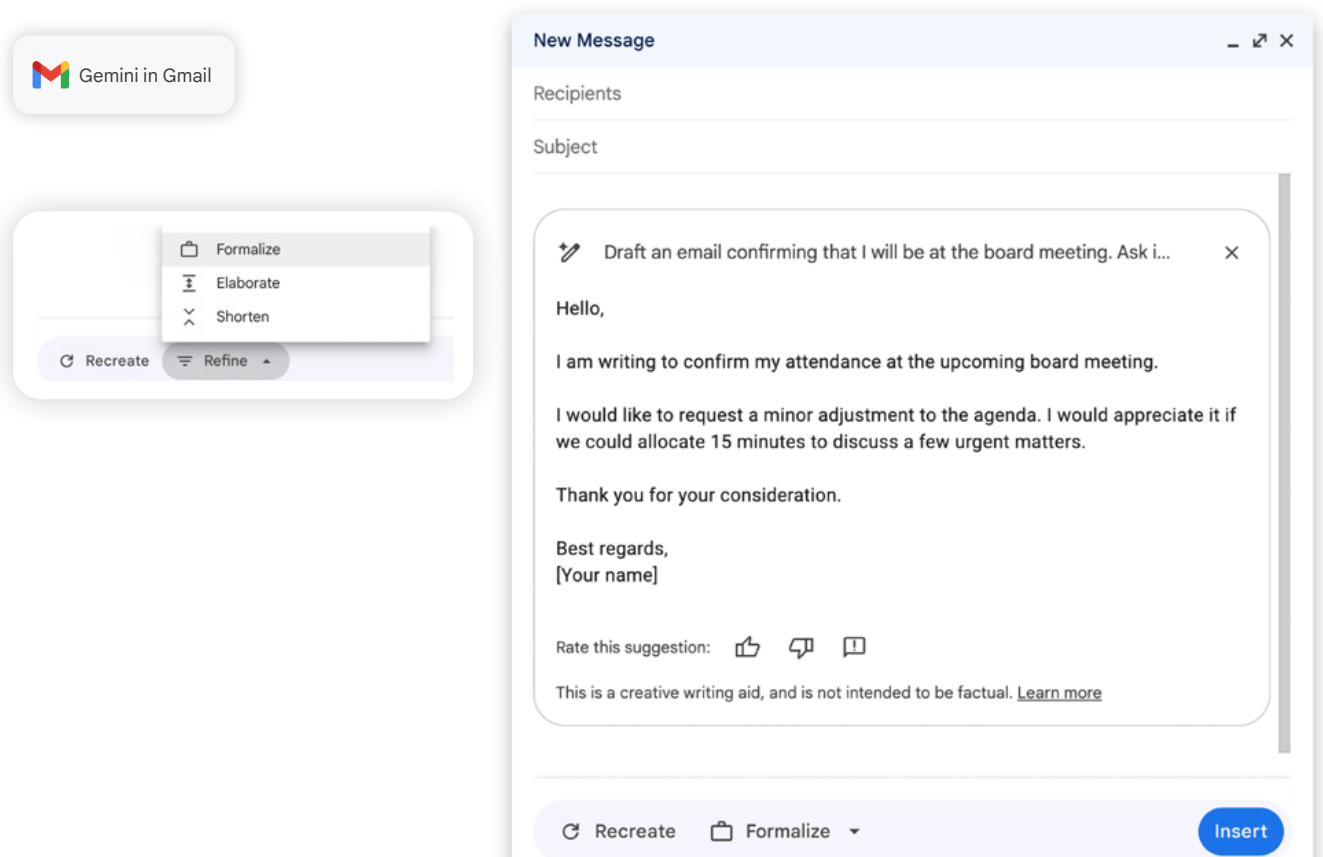 Gemini in Gmail
Formalize
Elaborate
Shorten
Recreate Refine
New Message
Recipients
Subject
Draft an email confirming that I will be at the board meeting. Ask i...
Hello,
I am writing to confirm my attendance at the upcoming board meeting.
I would like to request a minor adjustment to the agenda. I would appreciate it if
we could allocate 15 minutes to discuss a few urgent matters.
Thank you for your consideration.
Best regards,
[Your name]
Rate this suggestion:
This is a creative writing aid, and is not intended to be factual. Learn more
Recreate Formalize Insert